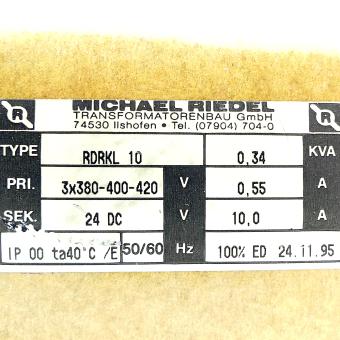 MICHAEL RIEDEL
TRANSFORMATORENBAU GmbH
74530 Ilshofen • Tel. (07904) 704-0
TYPE RDRKL 10 0,34 KVA
PRI. 3x380-400-420 V 0,55 A
SEK. 24 DC V 10,0 A
IP 00 ta40°C /E 50/60 Hz 100% ED 24.11.95